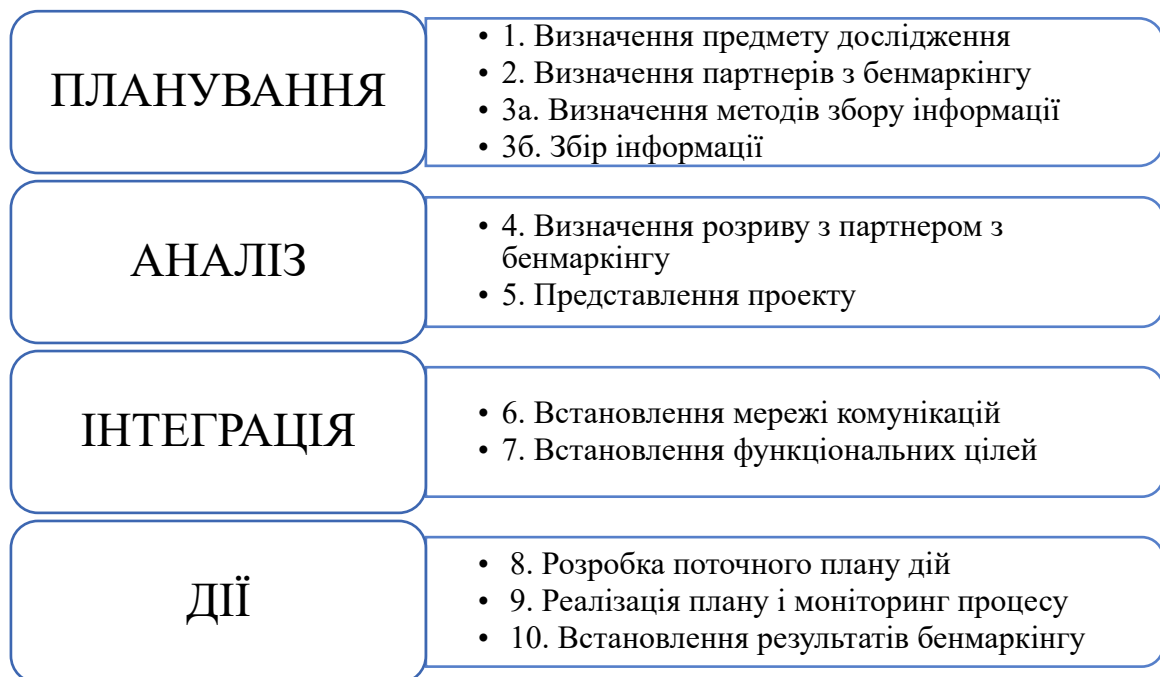 ПЛАНУВАННЯ
• 1. Визначення предмету дослідження
• 2. Визначення партнерів з бенмаркінгу
• 3а. Визначення методів збору інформації
• 3б. Збір інформації
АНАЛІЗ
• 4. Визначення розриву з партнером з
бенмаркінгу
• 5. Представлення проекту
ІНТЕГРАЦІЯ
• 6. Встановлення мережі комунікацій
• 7. Встановлення функціональних цілей
ДІЇ
• 8. Розробка поточного плану дій
• 9. Реалізація плану і моніторинг процесу
• 10. Встановлення результатів бенмаркінгу